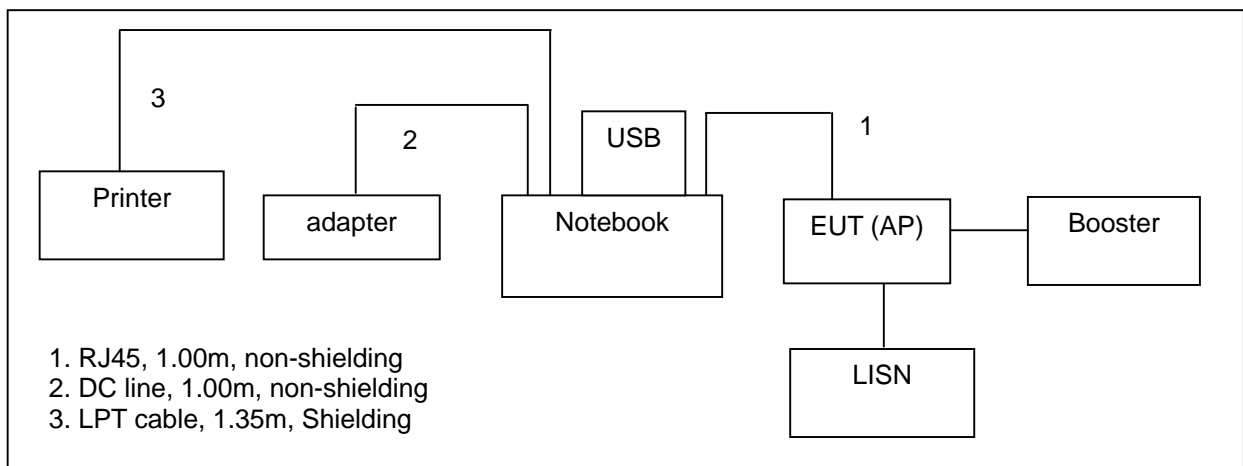 3
2
USB
1
Printer
adapter
Notebook
EUT (AP)
Booster
LISN
1. RJ45, 1.00m, non-shielding
2. DC line, 1.00m, non-shielding
3. LPT cable, 1.35m, Shielding